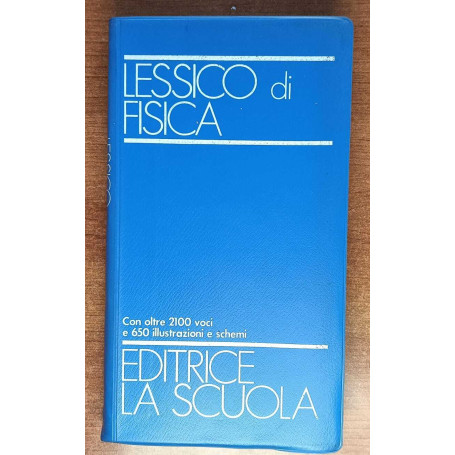 LESSICO di
FISICA
Con oltre 2100 voci
e 650 illustrazioni e schemi
EDITRICE
LA SCUOLA